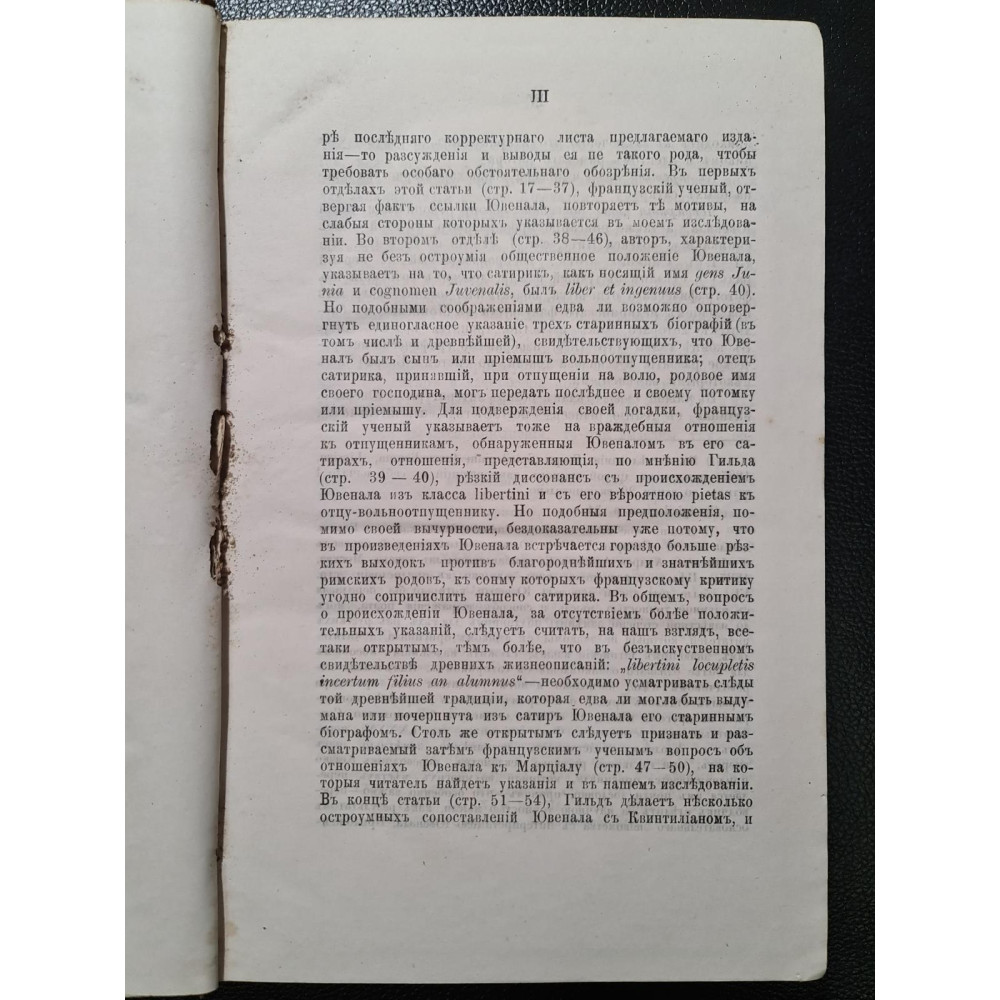 III
рѣ послѣдняго корректурнаго листа предлагаемаго изда-
нія—то разсужденія и выводы ея не такого рода, чтобы
требовать особаго обстоятельнаго обозрѣнія. Въ первыхъ
отдѣлахъ этой статьи (стр. 17—37), французскій ученый, от-
вергая фактъ ссылки Ювенала, повторяетъ тѣ мотивы, на
слабыя стороны которыхъ указывается въ моемъ изслѣдова-
ніи. Во второмъ отдѣлѣ (стр. 38—46), авторъ, характери-
зуя не безъ остроумія общественное положеніе Ювенала,
указываетъ на то, что сатирикъ, какъ носящій имя gens Ju-
nia и cognomen Juvenalis, былъ liber et ingenuus (стр. 40).
Но подобными соображеніями едва ли возможно опровер-
гнуть единогласное указаніе трехъ старинныхъ біографій (въ
томъ числѣ и древнѣйшей), свидѣтельствующихъ, что Юве-
налъ былъ сынъ или пріемышъ вольноотпущенника; отецъ
сатирика, принявшій, при отпущеніи на волю, родовое имя
своего господина, могъ передать послѣднее и своему потомку
или пріемышу. Для подтвержденія своей догадки, француз-
скій ученый указываетъ тоже на враждебныя отношенія
къ отпущенникамъ, обнаруженныя Ювеналомъ въ его са-
тирахъ, отношенія, представляющія, по мнѣнію Гильда
(стр. 39 — 40), рѣзкій диссонансъ съ происхожденіемъ
Ювенала изъ класса libertini и съ его вѣроятною pietas къ
отцу-вольноотпущеннику. Но подобныя предположенія, по-
мимо своей вычурности, бездоказательны уже потому, что
въ произведеніяхъ Ювенала встрѣчается гораздо больше рѣз-
кихъ выходокъ противъ благороднѣйшихъ и знатнѣйшихъ
римскихъ родовъ, къ сонму которыхъ французскому критику
угодно сопричислить нашего сатирика. Въ общемъ, вопросъ
о происхожденіи Ювенала, за отсутствіемъ болѣе положи-
тельныхъ указаній, слѣдуетъ считать, на нашъ взглядъ, все-
таки открытымъ, тѣмъ болѣе, что въ безъискуственномъ
свидѣтельствѣ древнихъ жизнеописаній: „libertini locupletis
incertum filius an alumnus“—необходимо усматривать слѣды
той древнѣйшей традиціи, которая едва ли могла быть выду-
мана или почерпнута изъ сатиръ Ювенала его стариннымъ
біографомъ. Столь же открытымъ слѣдуетъ признать и раз-
сматриваемый затѣмъ французскимъ ученымъ вопросъ объ
отношеніяхъ Ювенала къ Марціалу (стр. 47—50), на ко-
торыя читатель найдетъ указанія и въ нашемъ изслѣдованіи.
Въ концѣ статьи (стр. 51—54), Гильдъ дѣлаетъ нѣсколько
остроумныхъ сопоставленій Ювенала съ Квинтиліаномъ, и